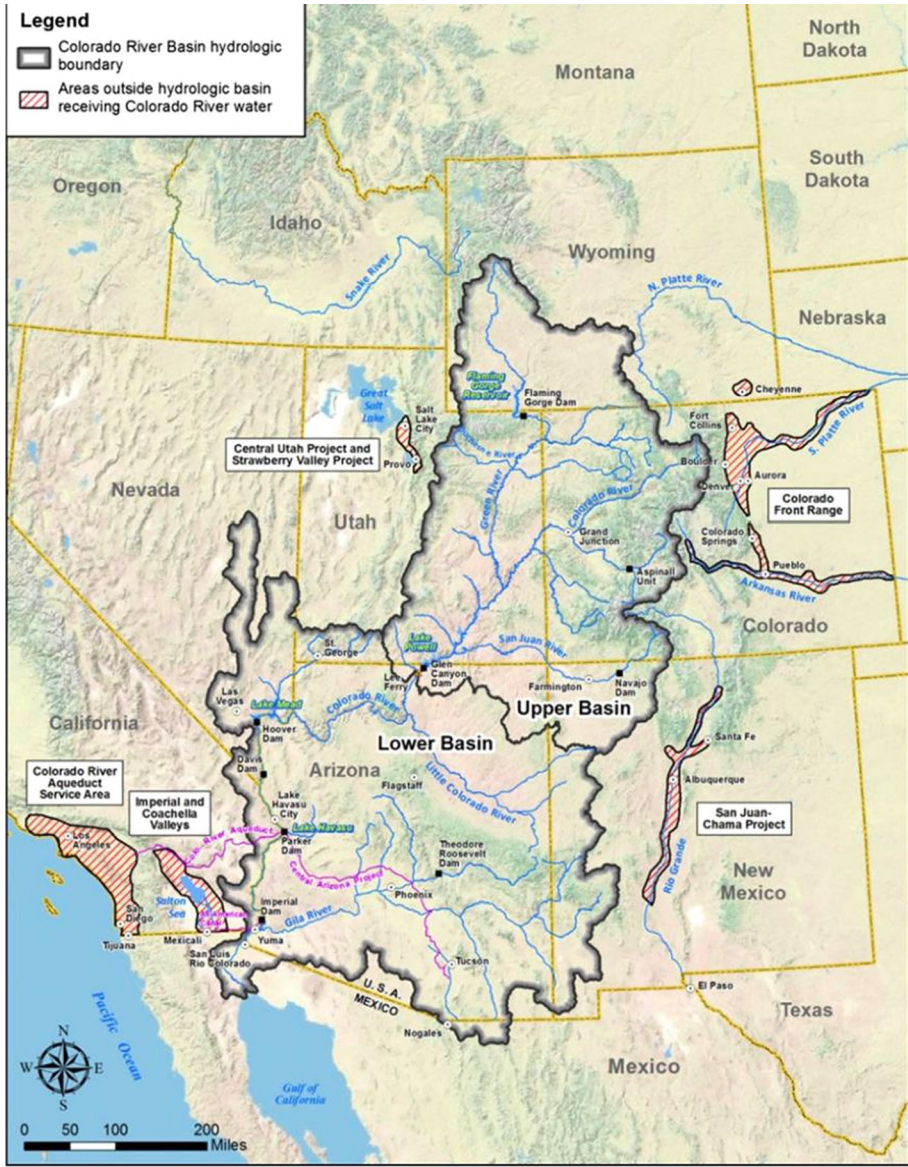 Legend
Colorado River Basin hydrologic
boundary
Areas outside hydrologic basin
receiving Colorado River water
North
Dakota
Montana
South
Dakota
Oregon
Idaho
Wyoming
Snake River
N. Platte River
Nebraska
Flaming
Gorge
Reservoir
Flaming
Gorge Dam
Cheyenne
Great
Salt
Lake
Salt
Lake
City
Fort
Collins
S. Platte River
Central Utah Project and
Strawberry Valley Project
Provo
Boulder
Denver
Aurora
Nevada
Green River
Colorado River
Colorado
Front Range
Utah
Grand
Junction
Colorado
Springs
Aspinall
Unit
Pueblo
Arkansas River
Colorado
St.
George
Lake
Powell
San Juan River
Glen
Canyon
Dam
Ferry
Farmington
Navajo
Dam
Las
Vegas
Lake Mead
Colorado River
Upper Basin
California
Hoover
Dam
Lower Basin
Santa Fe
Davis
Dam
Arizona
Flagstaff
Little Colorado River
Albuquerque
Colorado River
Aqueduct
Service Area
Imperial and
Coachella
Valleys
Lake
Havasu
City
San Juan-
Chama Project
Los
Angeles
River Aqueduct
Lake Havasu
Parker
Dam
Theodore
Roosevelt
Dam
Central Arizona Project
Rio Grande
New
Mexico
Phoenix
Salton
Sea
San
Diego
Imperial
Dam
Gila River
Tijuana
Mexicali
Yuma
San Luis
Rio Colorado
Tucson
U.S.A.
MEXICO
El Paso
Texas
Pacific Ocean
Nogales
Mexico
N
W
E
S
Gulf of
California
0 50 100 200
Miles